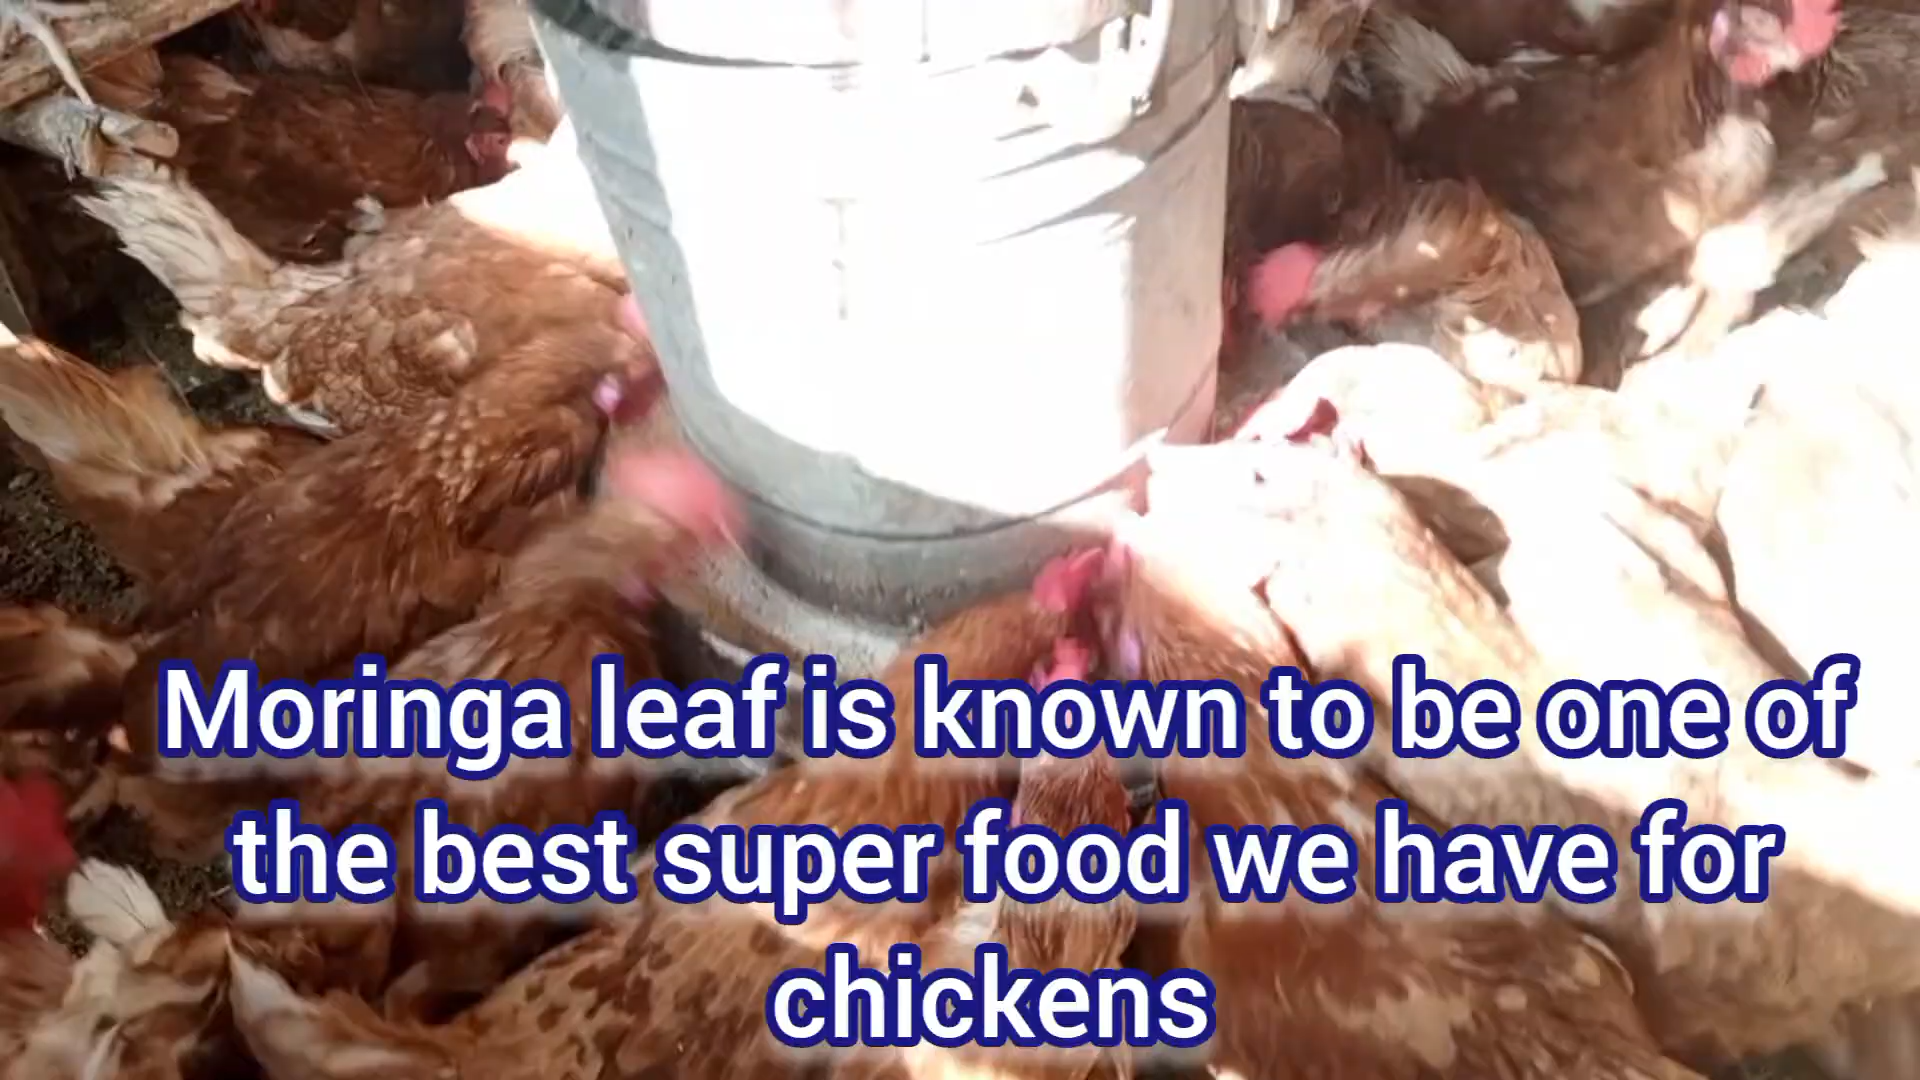 Moringa leaf is known to be one of
the best super food we have for
chickens